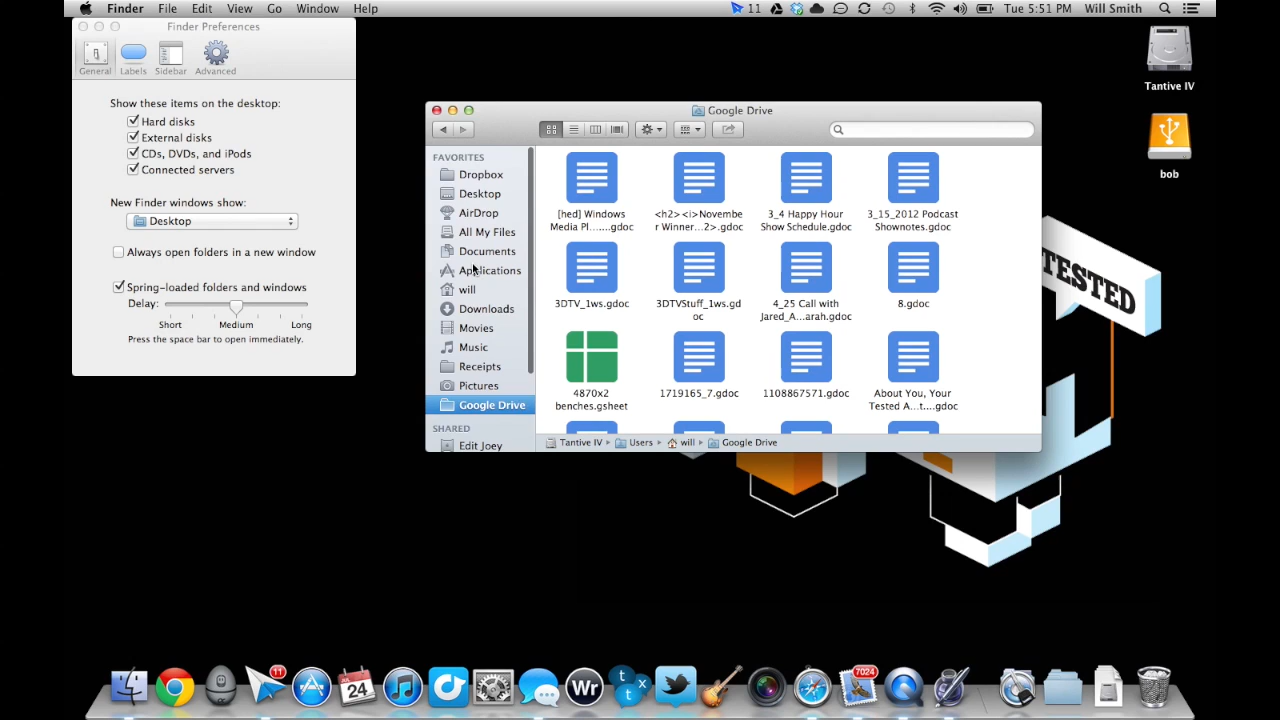 Finder File Edit View Go Window Help
11 Tue 5:51 PM Will Smith
Finder Preferences
General Labels Sidebar Advanced
Show these items on the desktop:
Hard disks
External disks
CDs, DVDs, and iPods
Connected servers
New Finder windows show:
Desktop
Always open folders in a new window
Spring-loaded folders and windows
Delay:
Short Medium Long
Press the space bar to open immediately.
Google Drive
FAVORITES
Dropbox
Desktop
AirDrop
All My Files
Documents
Applications
will
Downloads
Movies
Music
Receipts
Pictures
Google Drive
SHARED
Edit Joey
[hed] Windows
Media Pl......gdoc
<h2><i>Novembe
r Winner...2>).gdoc
3_4 Happy Hour
Show Schedule.gdoc
3_15_2012 Podcast
Shownotes.gdoc
3DTV_1ws.gdoc
3DTVStuff_1ws.gd
oc
4_25 Call with
Jared_A...arah.gdoc
8.gdoc
4870x2
benches.gsheet
1719165_7.gdoc
1108867571.gdoc
About You, Your
Tested A...t....gdoc
Tantive IV Users will Google Drive
Tantive IV
bob
TESTED
11
JUL
24
Wr
t
t x
7024